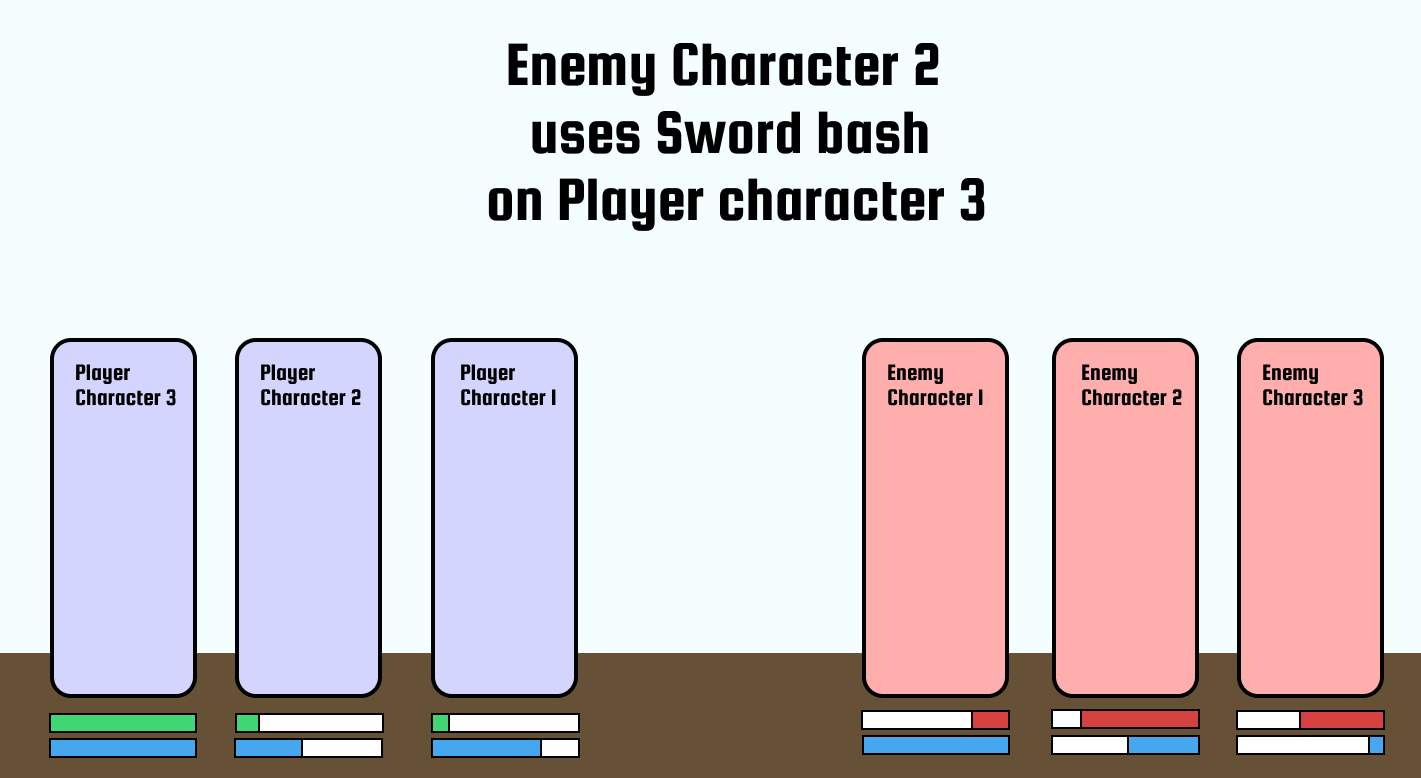 Enemy Character 2
uses Sword bash
on Player character 3
Player
Character 3
Player
Character 2
Player
Character 1
Enemy
Character 1
Enemy
Character 2
Enemy
Character 3